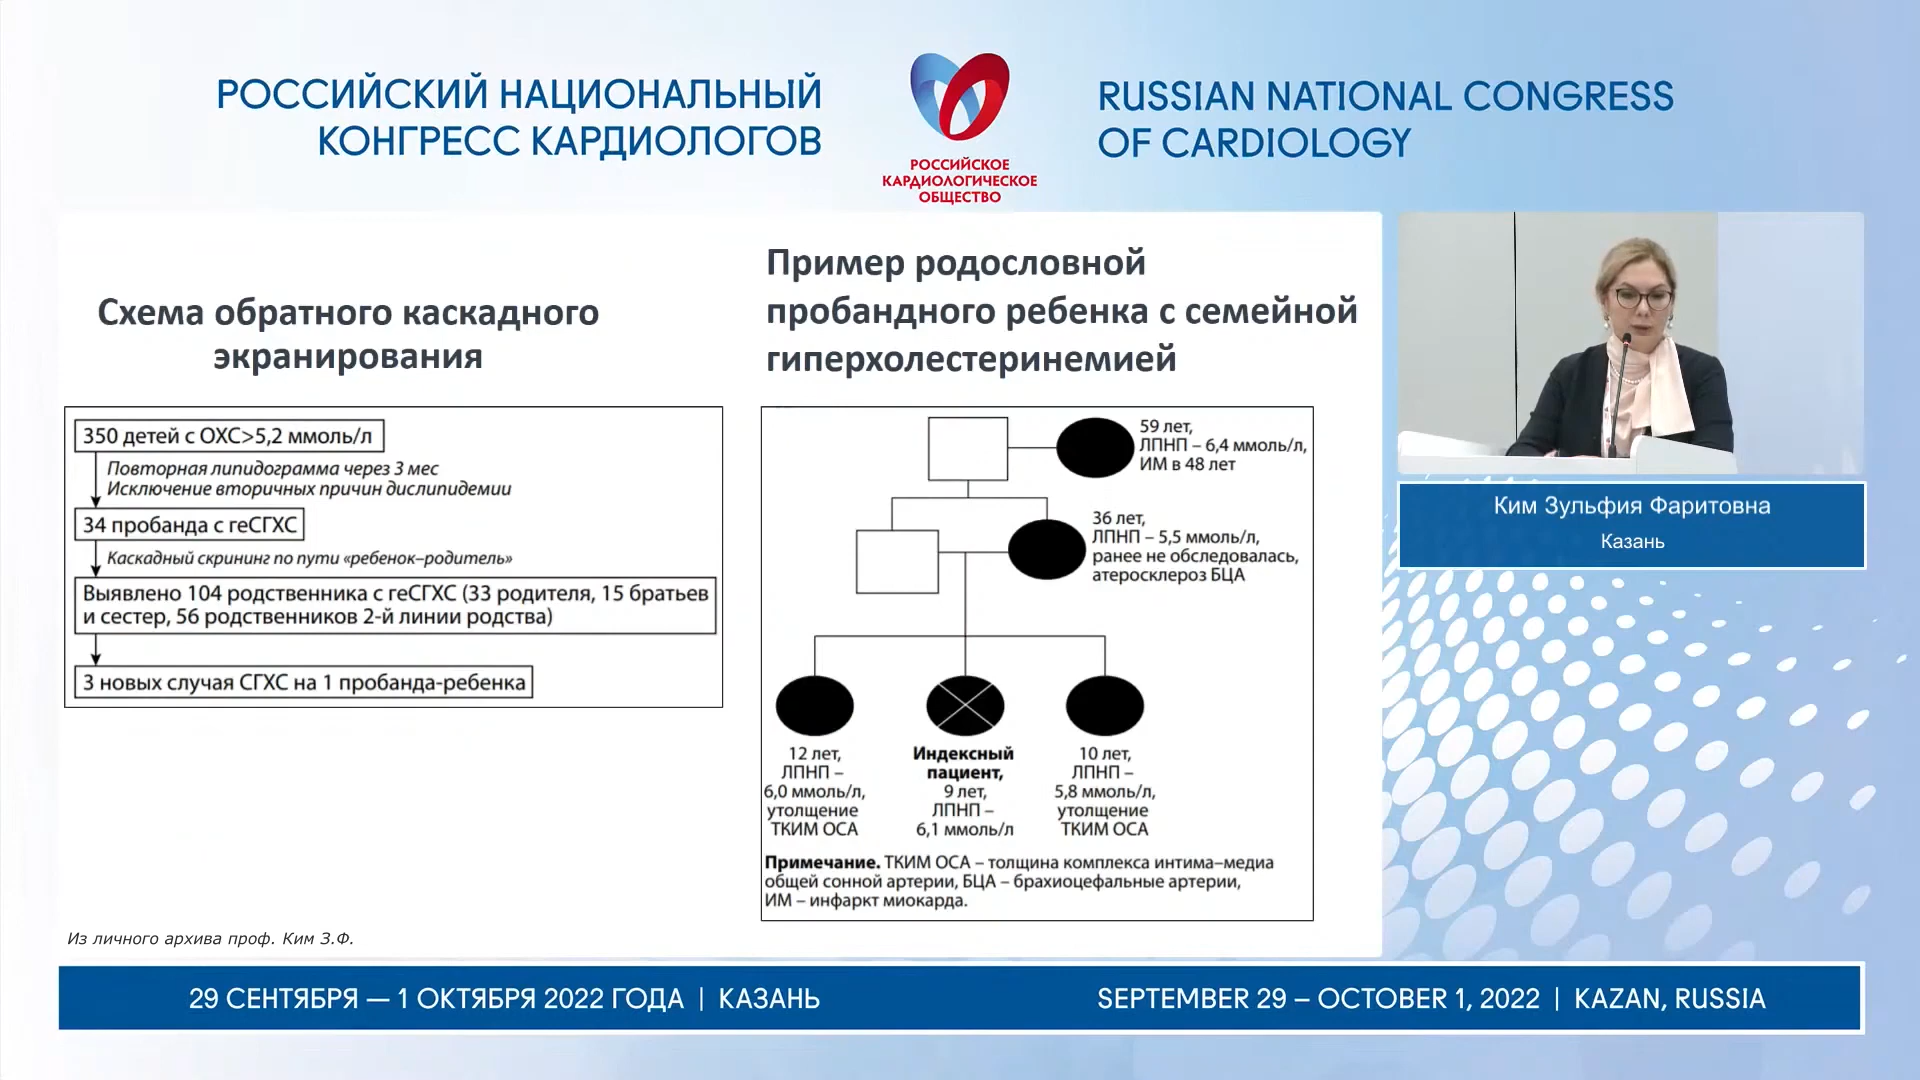 РОССИЙСКИЙ НАЦИОНАЛЬНЫЙ
КОНГРЕСС КАРДИОЛОГОВ
РОССИЙСКОЕ
КАРДИОЛОГИЧЕСКОЕ
ОБЩЕСТВО
RUSSIAN NATIONAL CONGRESS
OF CARDIOLOGY
Схема обратного каскадного
экранирования
350 детей с ОХС>5,2 ммоль/л
Повторная липидограмма через 3 мес
Исключение вторичных причин дислипидемии
34 пробанда с геСГХС
Каскадный скрининг по пути «ребенок–родитель»
Выявлено 104 родственника с геСГХС (33 родителя, 15 братьев
и сестер, 56 родственников 2-й линии родства)
3 новых случая СГХС на 1 пробанда-ребенка
Пример родословной
пробандного ребенка с семейной
гиперхолестеринемией
59 лет,
ЛПНП – 6,4 ммоль/л,
ИМ в 48 лет
36 лет,
ЛПНП – 5,5 ммоль/л,
ранее не обследовалась,
атеросклероз БЦА
12 лет,
ЛПНП –
6,0 ммоль/л,
утолщение
ТКИМ ОСА
Индексный
пациент,
9 лет,
ЛПНП –
6,1 ммоль/л
10 лет,
ЛПНП –
5,8 ммоль/л,
утолщение
ТКИМ ОСА
Примечание. ТКИМ ОСА – толщина комплекса интима–медиа
общей сонной артерии, БЦА – брахиоцефальные артерии,
ИМ – инфаркт миокарда.
Из личного архива проф. Ким З.Ф.
Ким Зульфия Фаритовна
Казань
29 СЕНТЯБРЯ — 1 ОКТЯБРЯ 2022 ГОДА | КАЗАНЬ
SEPTEMBER 29 – OCTOBER 1, 2022 | KAZAN, RUSSIA